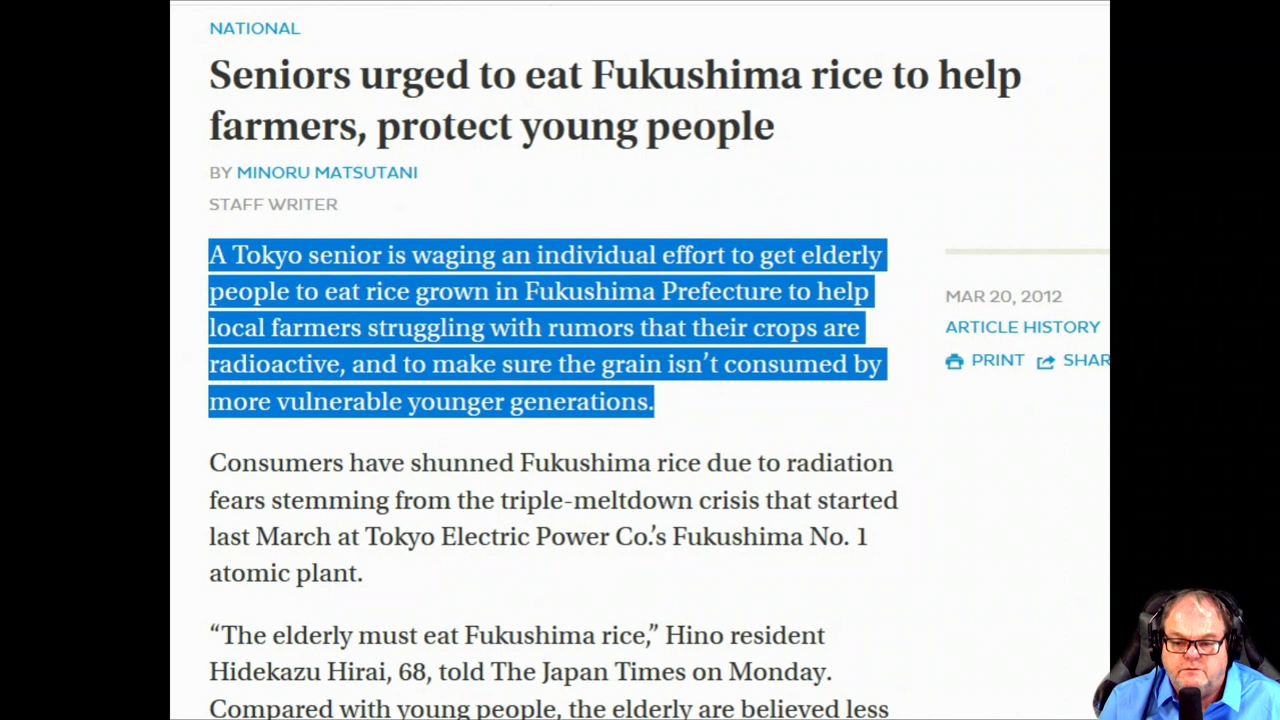 NATIONAL
Seniors urged to eat Fukushima rice to help
farmers, protect young people
BY MINORU MATSUTANI
STAFF WRITER
A Tokyo senior is waging an individual effort to get elderly
people to eat rice grown in Fukushima Prefecture to help
local farmers struggling with rumors that their crops are
radioactive, and to make sure the grain isn't consumed by
more vulnerable younger generations.
MAR 20, 2012
ARTICLE HISTORY
PRINT SHAR
Consumers have shunned Fukushima rice due to radiation
fears stemming from the triple-meltdown crisis that started
last March at Tokyo Electric Power Co.'s Fukushima No. 1
atomic plant.
“The elderly must eat Fukushima rice,” Hino resident
Hidekazu Hirai, 68, told The Japan Times on Monday.
Compared with young people, the elderly are believed less